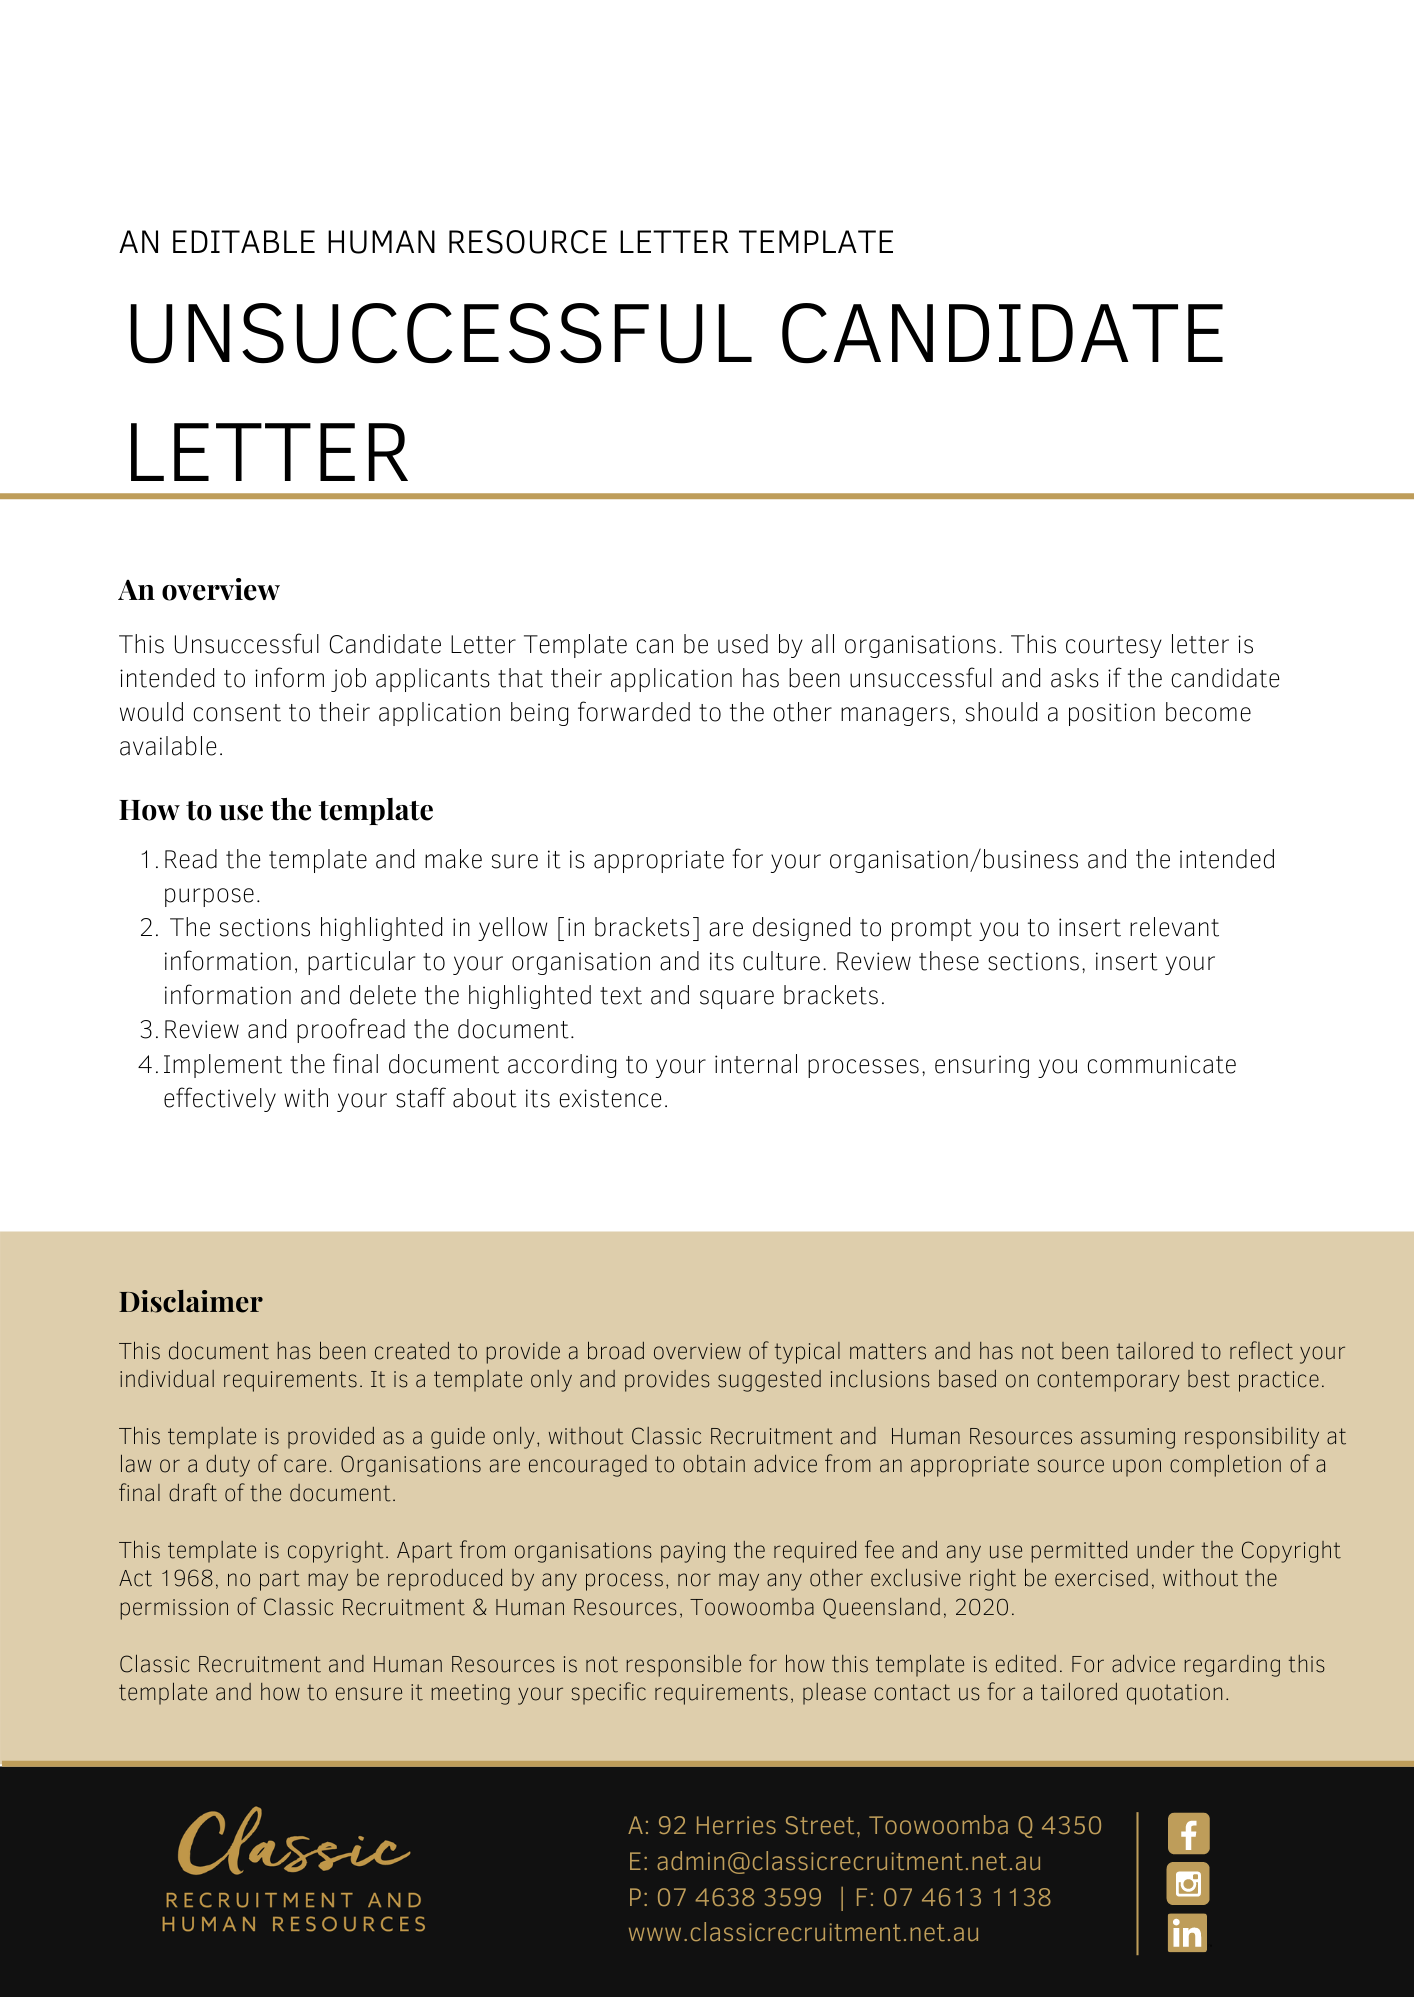 AN EDITABLE HUMAN RESOURCE LETTER TEMPLATE
UNSUCCESSFUL CANDIDATE
LETTER
An overview
This Unsuccessful Candidate Letter Template can be used by all organisations. This courtesy letter is
intended to inform job applicants that their application has been unsuccessful and asks if the candidate
would consent to their application being forwarded to the other managers, should a position become
available.
How to use the template
1. Read the template and make sure it is appropriate for your organisation/business and the intended
purpose.
2. The sections highlighted in yellow [in brackets] are designed to prompt you to insert relevant
information, particular to your organisation and its culture. Review these sections, insert your
information and delete the highlighted text and square brackets.
3. Review and proofread the document.
4. Implement the final document according to your internal processes, ensuring you communicate
effectively with your staff about its existence.
Disclaimer
This document has been created to provide a broad overview of typical matters and has not been tailored to reflect your
individual requirements. It is a template only and provides suggested inclusions based on contemporary best practice.
This template is provided as a guide only, without Classic Recruitment and Human Resources assuming responsibility at
law or a duty of care. Organisations are encouraged to obtain advice from an appropriate source upon completion of a
final draft of the document.
This template is copyright. Apart from organisations paying the required fee and any use permitted under the Copyright
Act 1968, no part may be reproduced by any process, nor may any other exclusive right be exercised, without the
permission of Classic Recruitment & Human Resources, Toowoomba Queensland, 2020.
Classic Recruitment and Human Resources is not responsible for how this template is edited. For advice regarding this
template and how to ensure it meeting your specific requirements, please contact us for a tailored quotation.
Classic
RECRUITMENT AND
HUMAN RESOURCES
A: 92 Herries Street, Toowoomba Q 4350
E: admin@classicrecruitment.net.au
P: 07 4638 3599 | F: 07 4613 1138
www.classicrecruitment.net.au